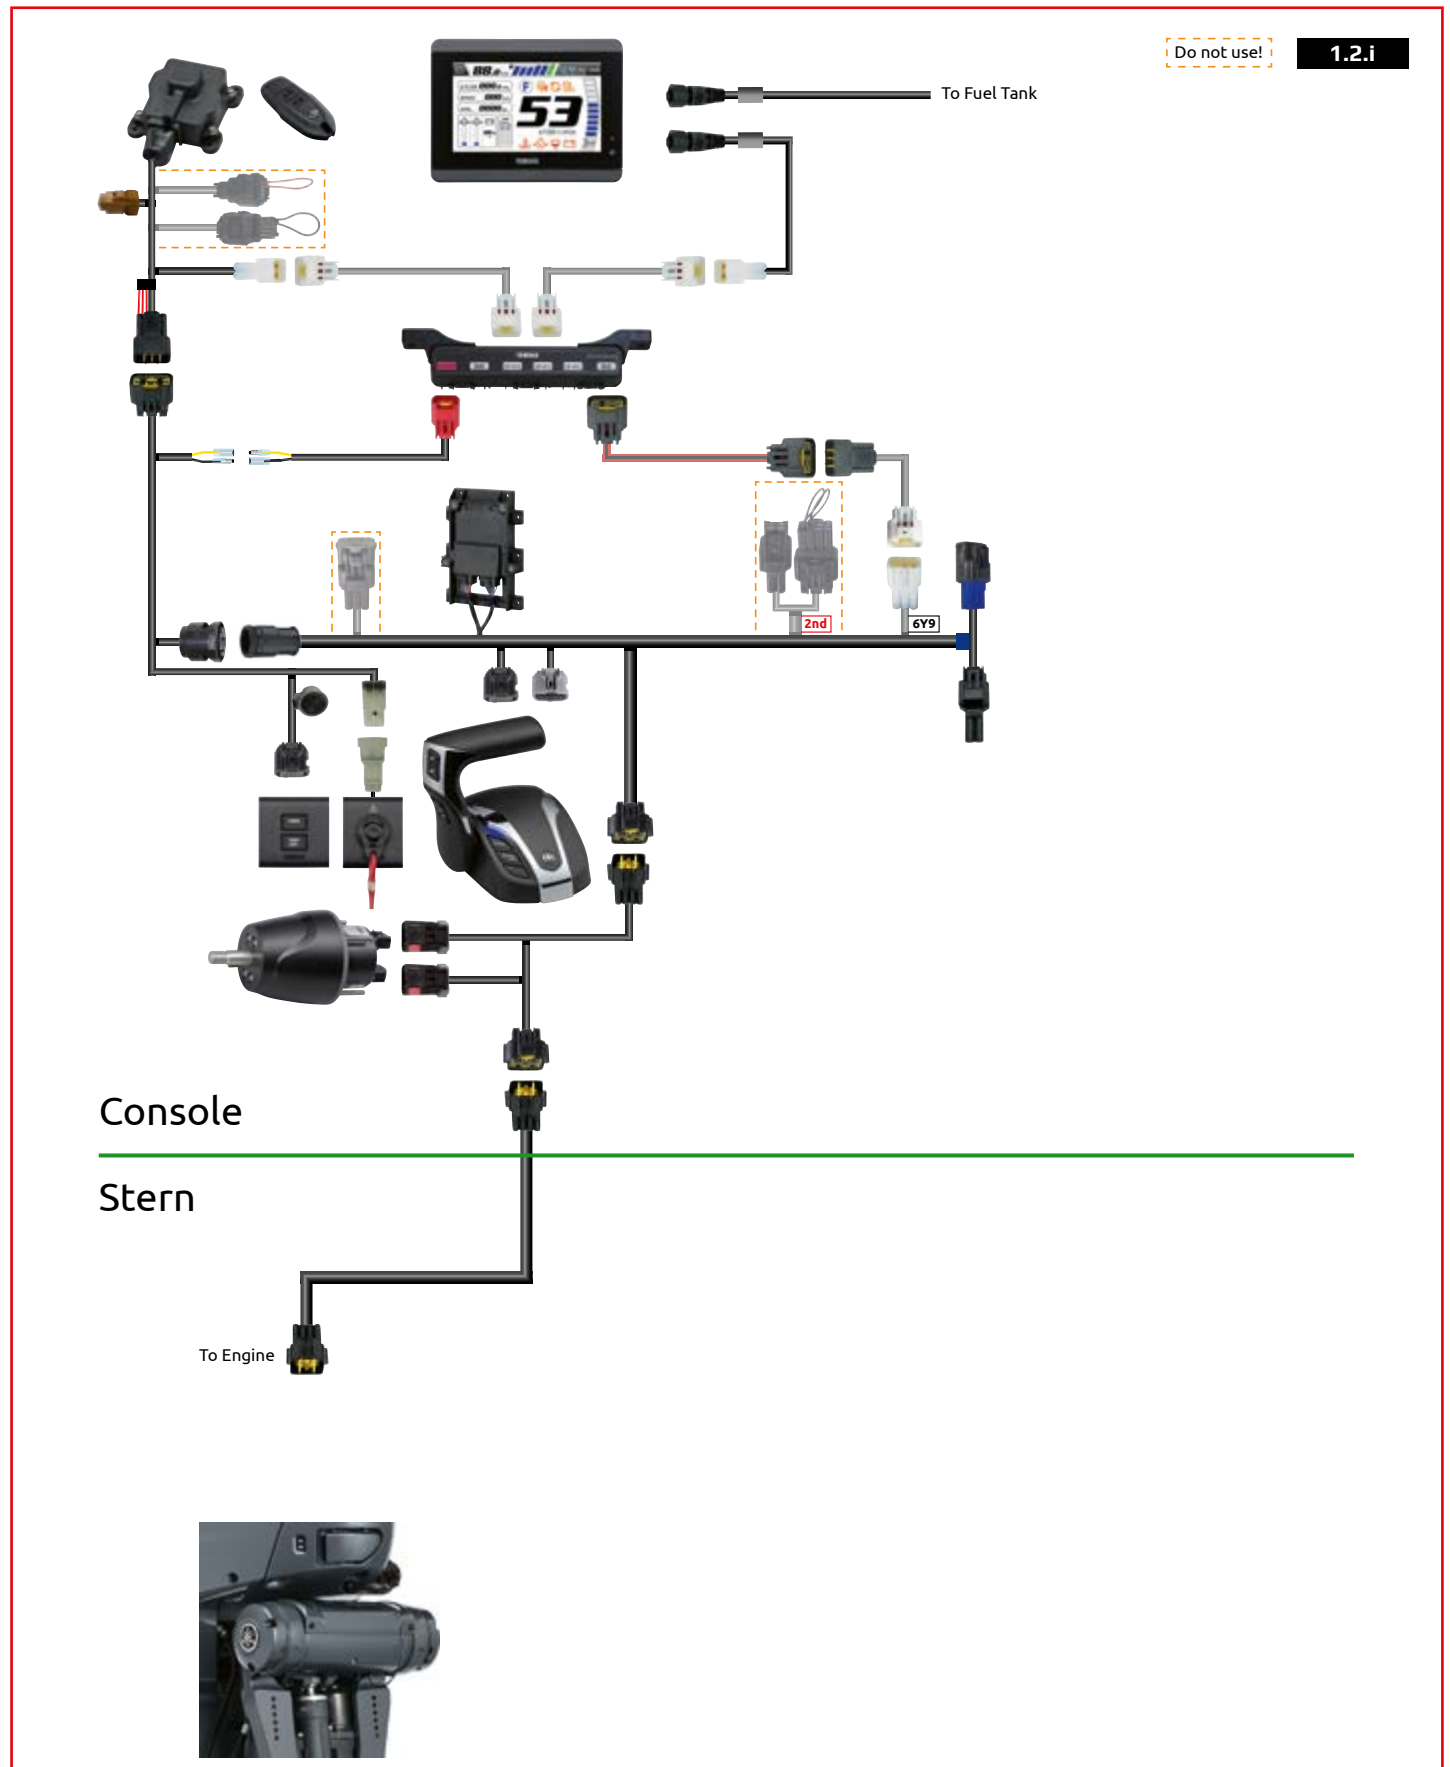 Do not use!
1.2.i
To Fuel Tank
53
2nd
6Y9
Console
Stern
To Engine